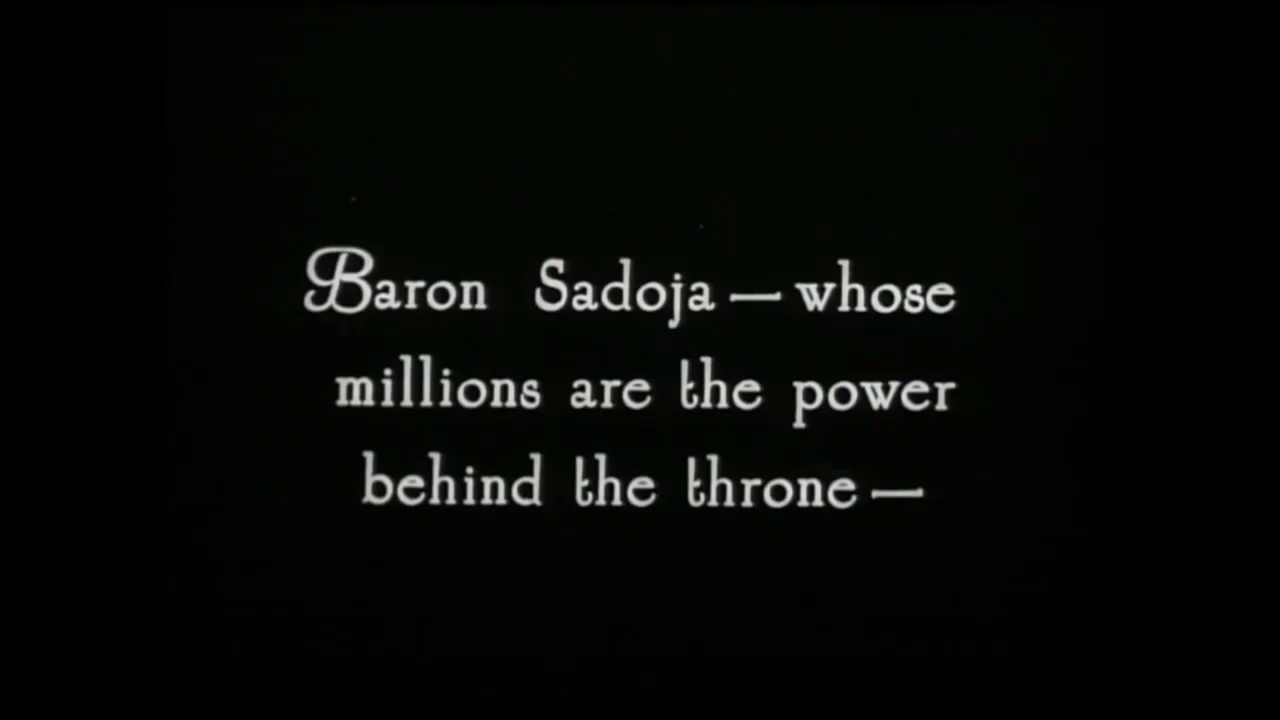 Baron Sadoja — whose
millions are the power
behind the throne —